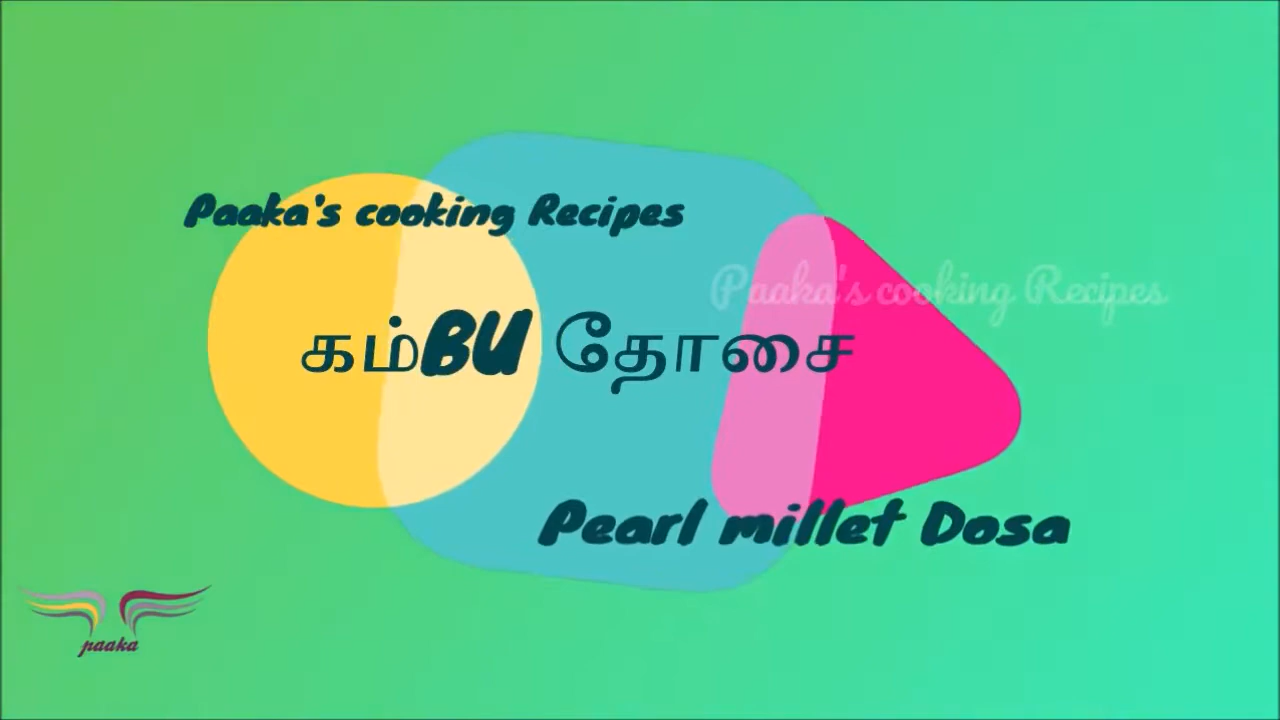 Paaka's cooking Recipes
Paaka's cooking Recipes
கம்BU தோசை
Pearl millet Dosa
paaka